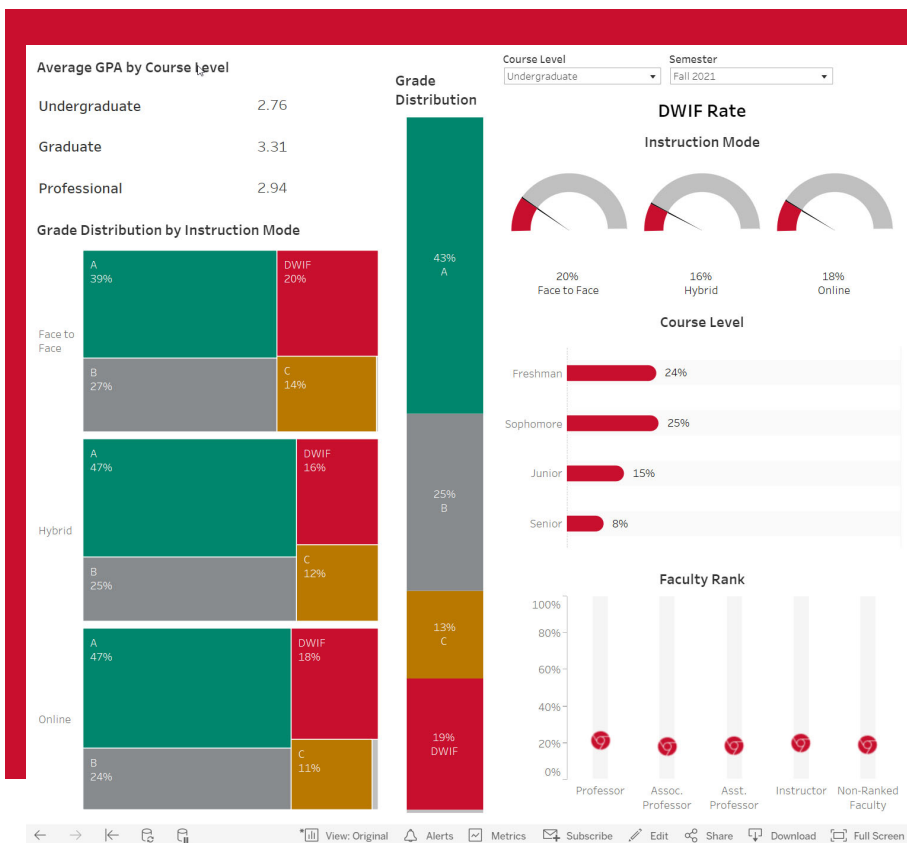 Average GPA by Course Level
Undergraduate 2.76
Graduate 3.31
Professional 2.94
Grade Distribution by Instruction Mode
Face to
Face
A
39%
DWIF
20%
B
27%
C
14%
Hybrid
A
47%
DWIF
16%
B
25%
C
12%
Online
A
47%
DWIF
18%
B
24%
C
11%
Grade
Distribution
43%
A
25%
B
13%
C
19%
DWIF
Course Level Semester
Undergraduate Fall 2021
DWIF Rate
Instruction Mode
20% 16% 18%
Face to Face Hybrid Online
Course Level
Freshman 24%
Sophomore 25%
Junior 15%
Senior 8%
Faculty Rank
100%
80%
60%
40%
20%
0%
Professor Assoc. Asst. Instructor Non-Ranked
Professor Professor Faculty
View: Original Alerts Metrics Subscribe Edit Share Download Full Screen